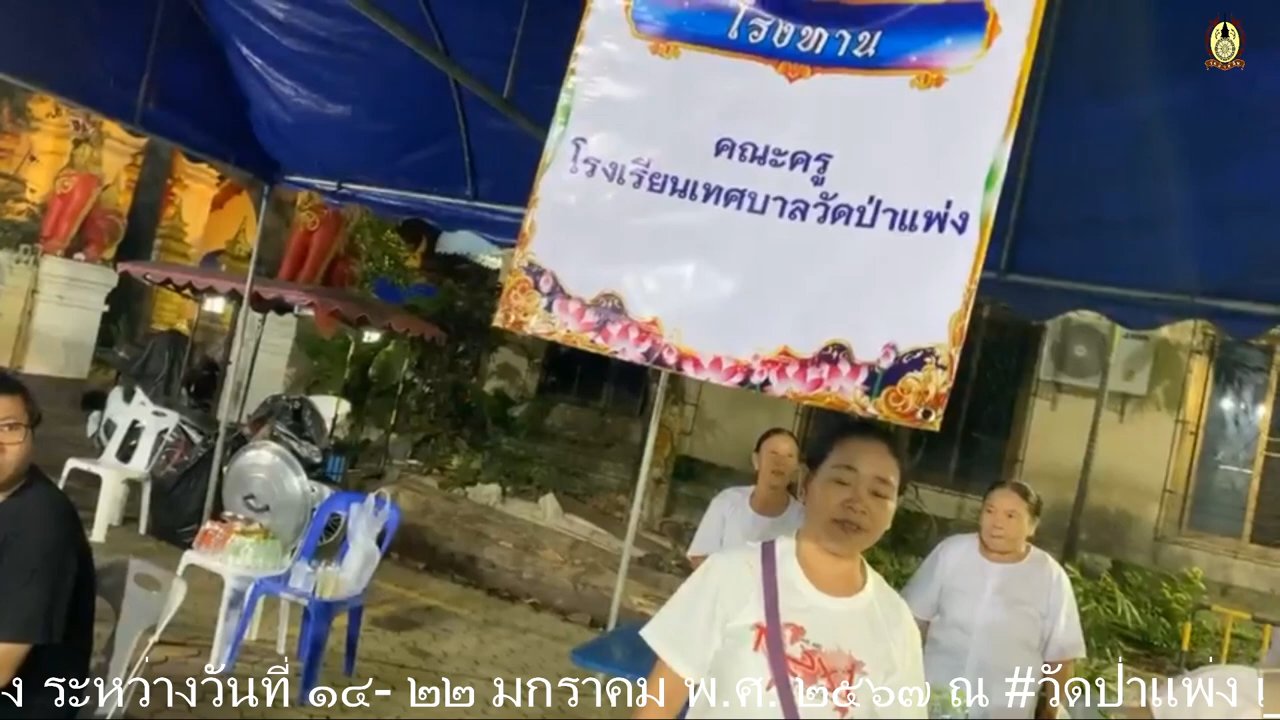 โรงทาน
คณะครู
โรงเรียนเทศบาลวัดป่าแพ่ง
ง ระหว่างวันที่ ๑๔- ๒๒ มกราคม พ.ศ. ๒๕๖๗ ณ #วัดป่าแพ่ง !